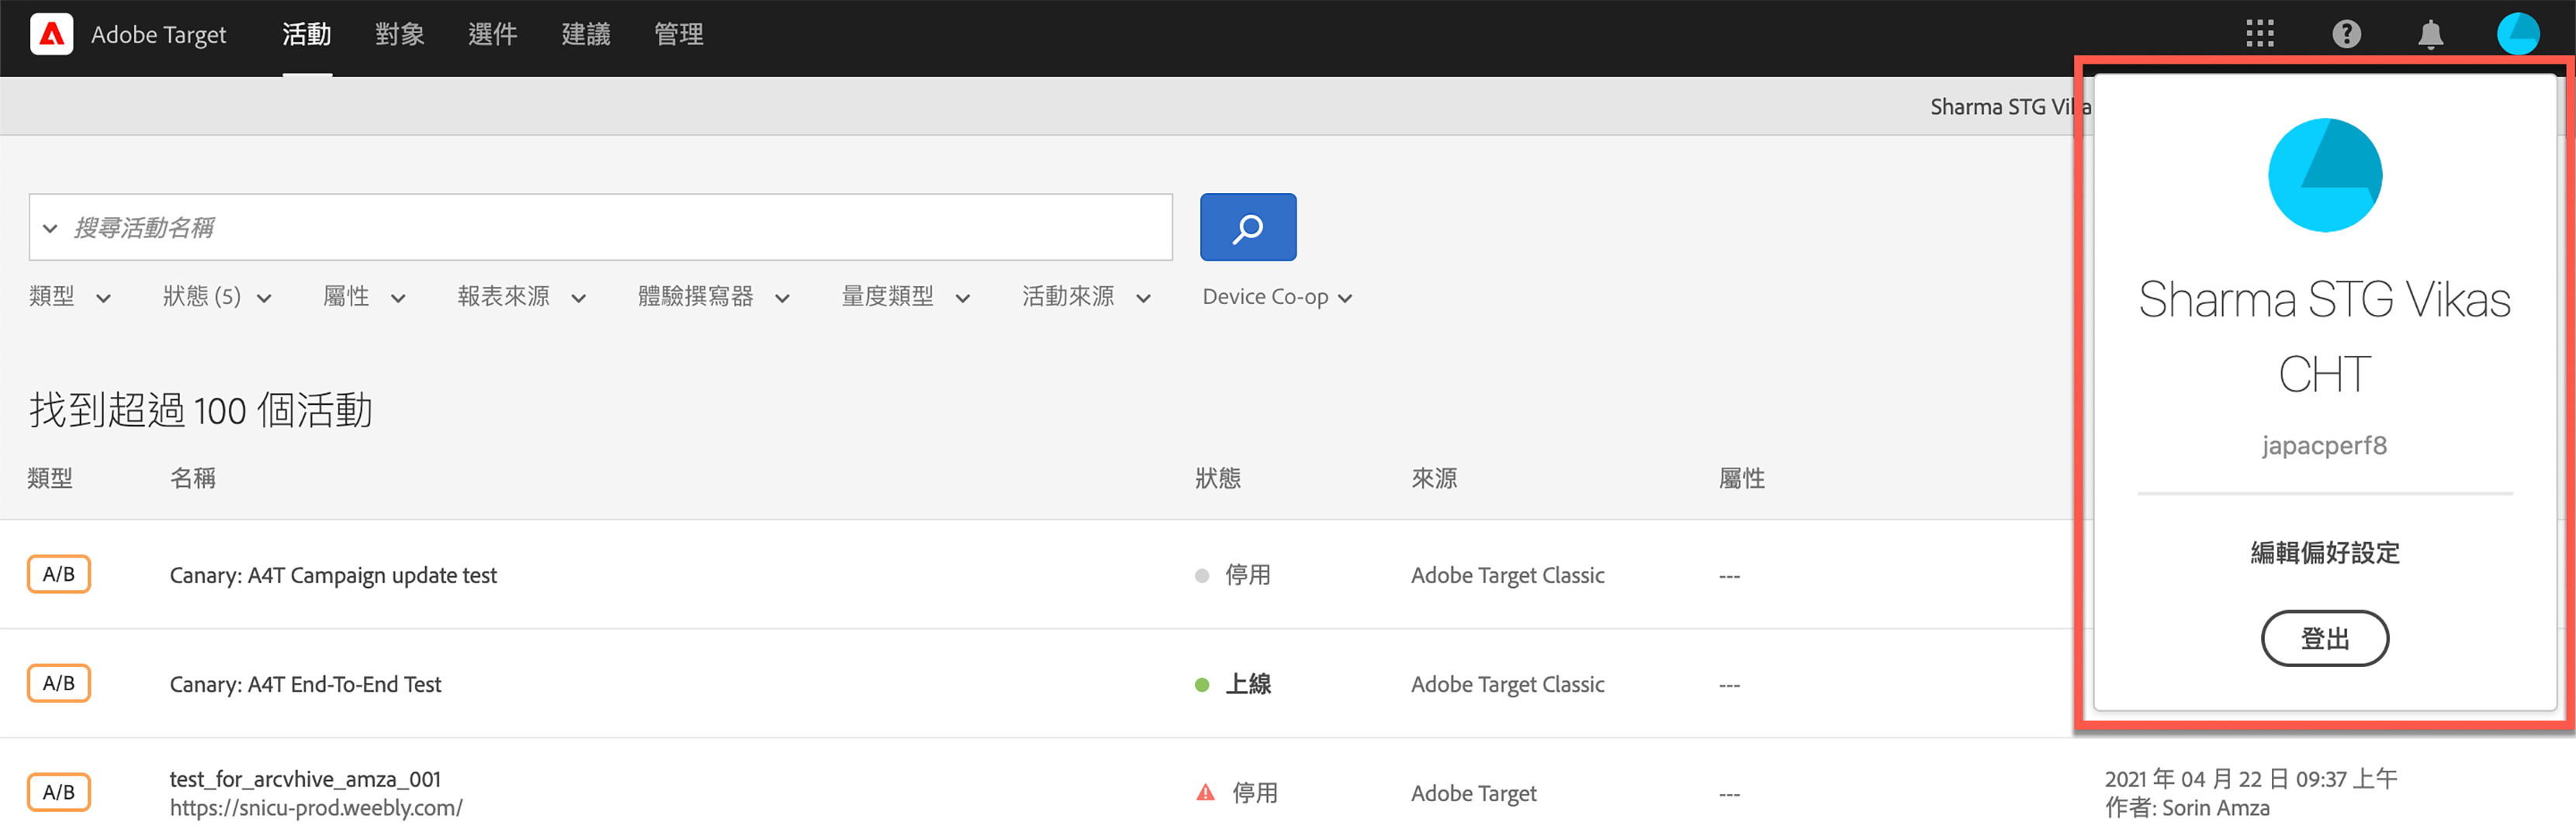 Adobe Target 活動 對象 選件 建議 管理
Sharma STG Vika
搜尋活動名稱
類型 狀態 (5) 屬性 報表來源 體驗撰寫器 量度類型 活動來源 Device Co-op
找到超過 100 個活動
類型 名稱 狀態 來源 屬性
A/B Canary: A4T Campaign update test 停用 Adobe Target Classic ---
A/B Canary: A4T End-To-End Test 上線 Adobe Target Classic ---
A/B test_for_arcvhive_amza_001 停用 Adobe Target --- 2021 年 04 月 22 日 09:37 上午
https://snicu-prod.weebly.com/ 作者: Sorin Amza
Sharma STG Vikas
CHT
japacperf8
編輯偏好設定
登出